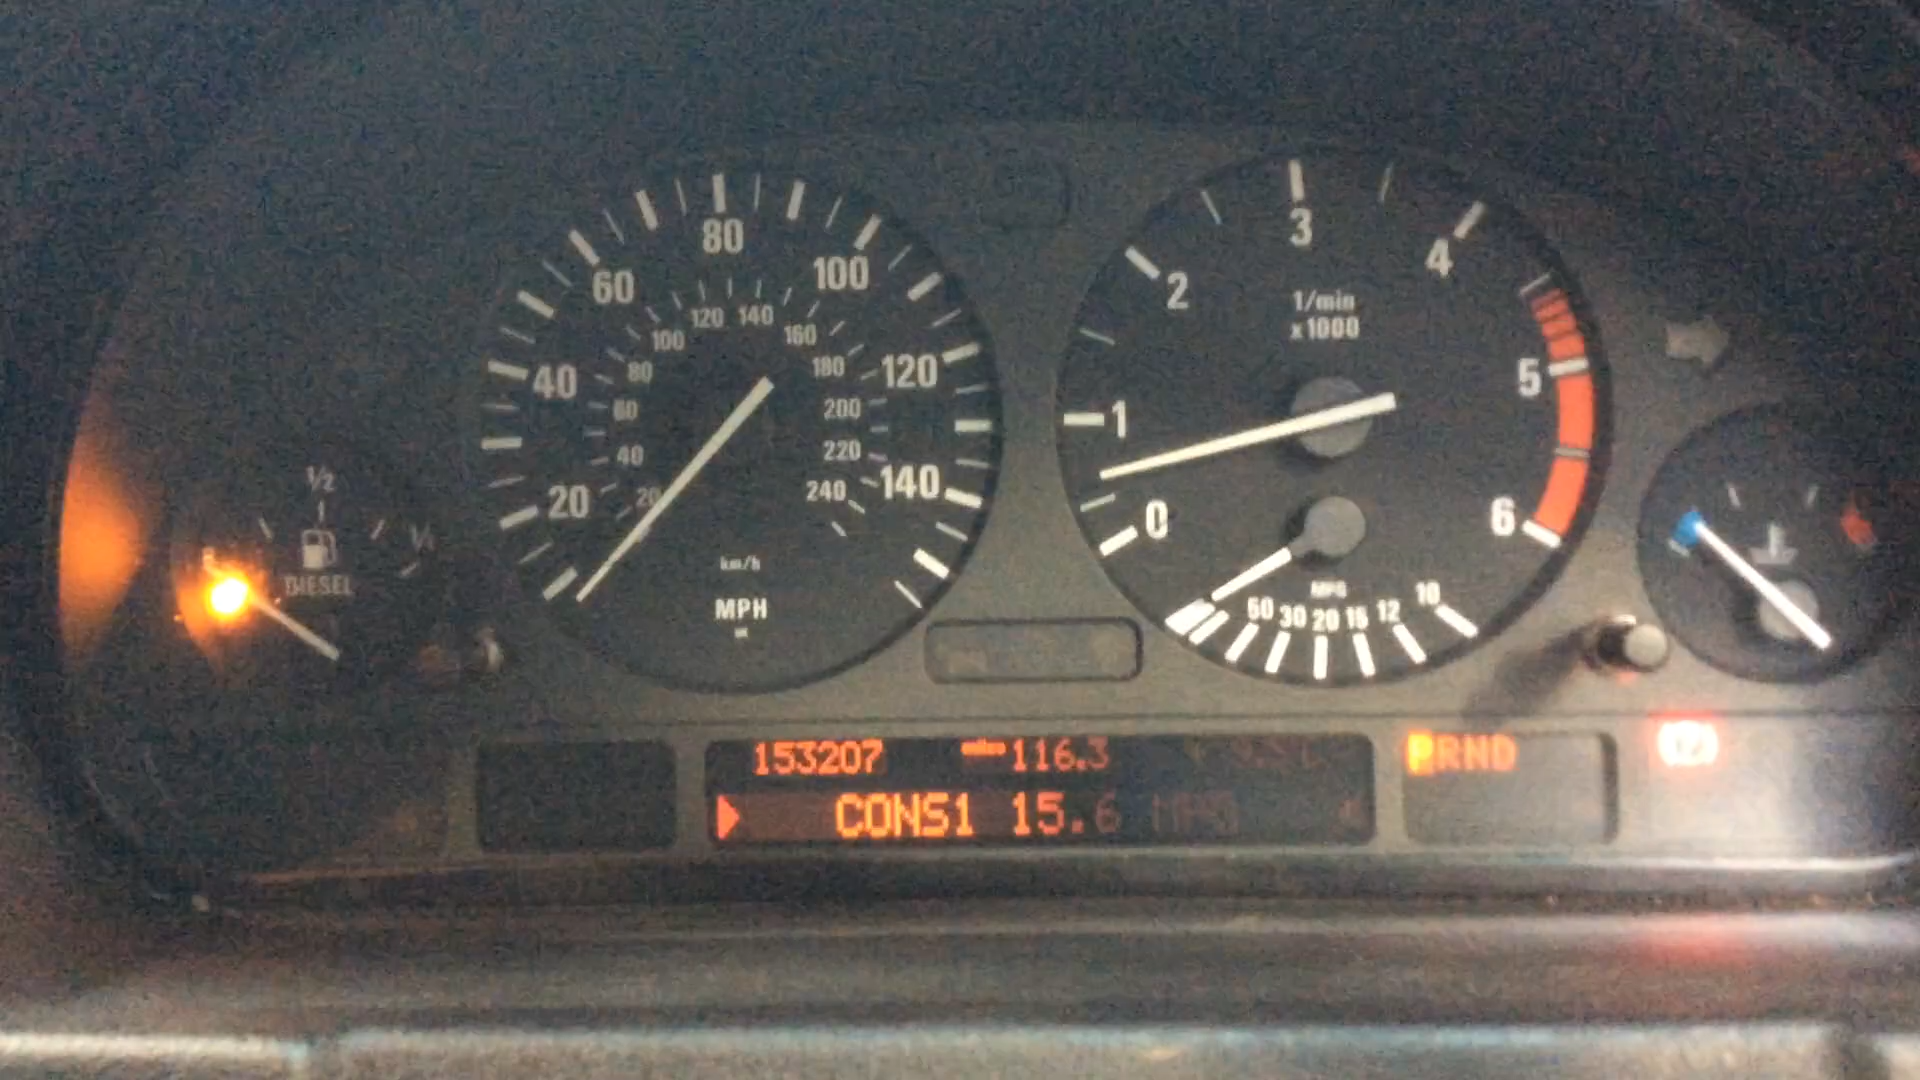 80
60
100
40
120
20
140
120 140
100
160
80
180
60
200
40
220
20
240
km/h
MPH
3
2
4
1/min
x1000
1
5
0
6
MPG
60 30 20 15 12 10
1/2
DIESEL
153207 miles 116.3
CONS1 15.6 MPG
PRND